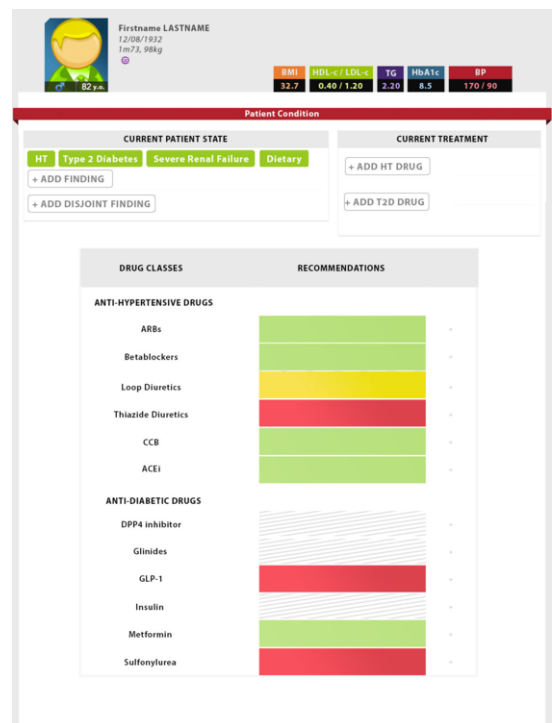 Firstname LASTNAME
12/08/1932
1m73, 98kg
82 y.o.
BMI HDL-c / LDL-c TG HbA1c BP
32.7 0.40 / 1.20 2.20 8.5 170 / 90
Patient Condition
CURRENT PATIENT STATE
HT Type 2 Diabetes Severe Renal Failure Dietary
+ ADD FINDING
+ ADD DISJOINT FINDING
CURRENT TREATMENT
+ ADD HT DRUG
+ ADD T2D DRUG
DRUG CLASSES RECOMMENDATIONS
ANTI-HYPERTENSIVE DRUGS
ARBs
Betablockers
Loop Diuretics
Thiazide Diuretics
CCB
ACEi
ANTI-DIABETIC DRUGS
DPP4 inhibitor
Glinides
GLP-1
Insulin
Metformin
Sulfonylurea